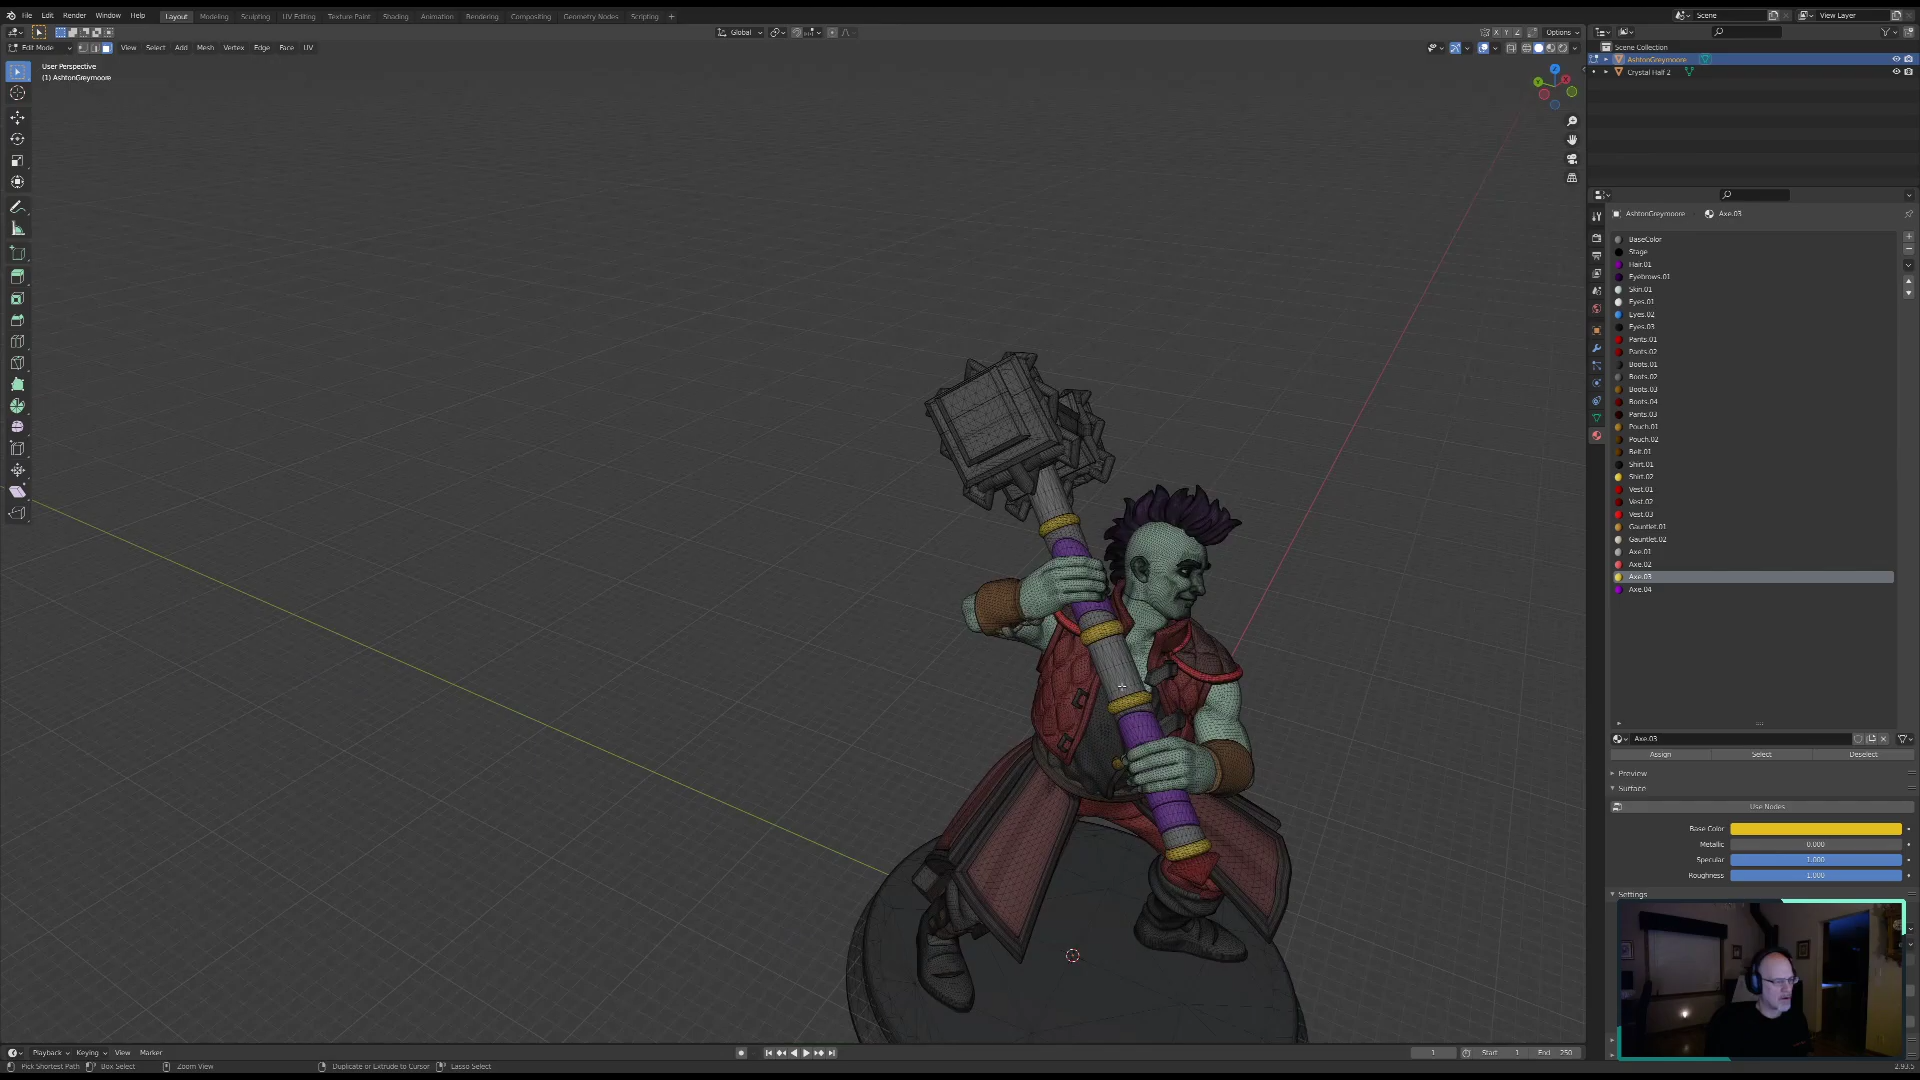 File Edit Render Window Help Layout Modeling Sculpting UV Editing Texture Paint Shading Animation Rendering Compositing Geometry Nodes Scripting + Scene View Layer
Global Options
Edit Mode View Select Add Mesh Vertex Edge Face UV
User Perspective
(1) AshtonGreymoore
Scene Collection
AshtonGreymoore
Crystal Half 2
AshtonGreymoore Axe.03
BaseColor
Stage
Hair.01
Eyebrows.01
Skin.01
Eyes.01
Eyes.02
Eyes.03
Pants.01
Pants.02
Boots.01
Boots.02
Boots.03
Boots.04
Pants.03
Pouch.01
Pouch.02
Belt.01
Shirt.01
Shirt.02
Vest.01
Vest.02
Vest.03
Gauntlet.01
Gauntlet.02
Axe.01
Axe.02
Axe.03
Axe.04
Axe.03
Assign Select Deselect
Preview
Surface
Use Nodes
Base Color
Metallic 0.000
Specular 1.000
Roughness 1.000
Settings
Playback Keying View Marker 1 Start 1 End 250
Pick Shortest Path Box Select Zoom View Duplicate or Extrude to Cursor Lasso Select 2.93.5